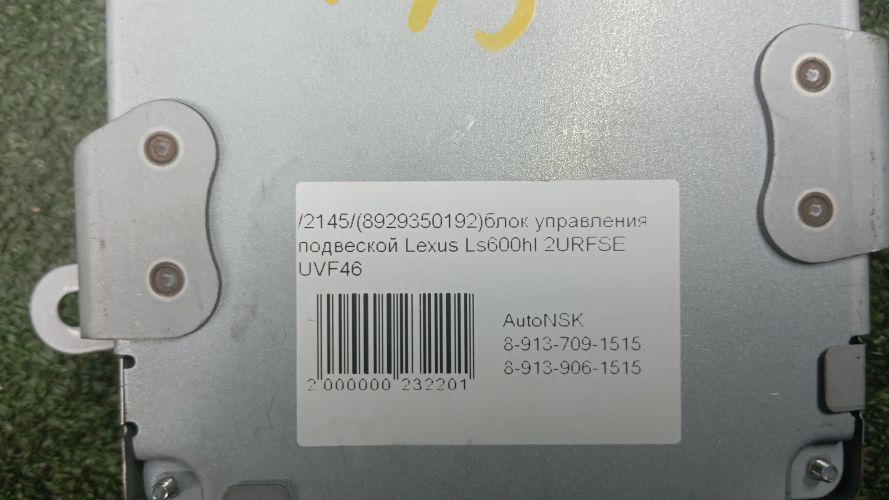 /2145/(8929350192)блок управления
подвеской Lexus Ls600hl 2URFSE
UVF46
AutoNSK
8-913-709-1515
8-913-906-1515
2 000000 232201